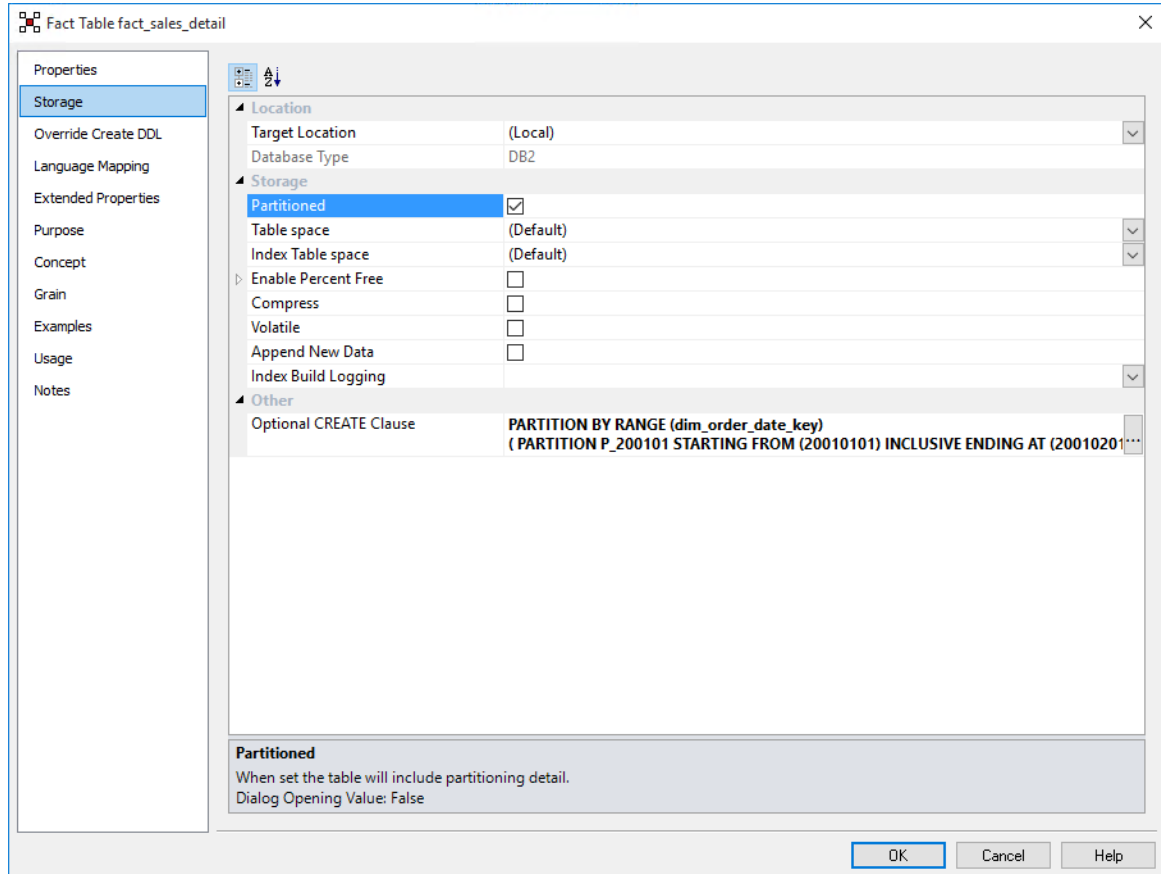 Fact Table fact_sales_detail
Properties
Storage
Override Create DDL
Language Mapping
Extended Properties
Purpose
Concept
Grain
Examples
Usage
Notes
Location
Target Location (Local)
Database Type DB2
Storage
Partitioned
Table space (Default)
Index Table space (Default)
Enable Percent Free
Compress
Volatile
Append New Data
Index Build Logging
Other
Optional CREATE Clause PARTITION BY RANGE (dim_order_date_key)
( PARTITION P_200101 STARTING FROM (20010101) INCLUSIVE ENDING AT (20010201 ...
Partitioned
When set the table will include partitioning detail.
Dialog Opening Value: False
OK Cancel Help